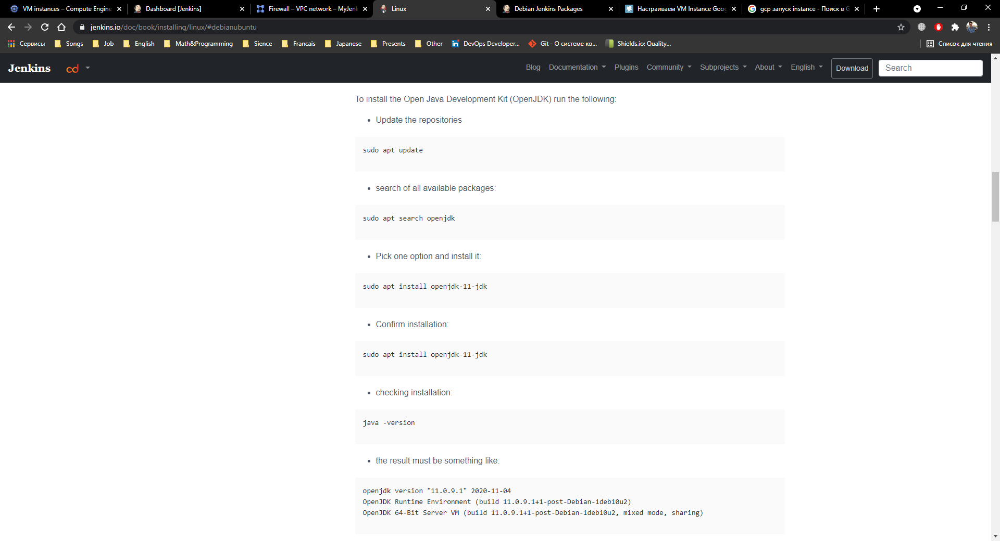 VM instances – Compute Engine
Dashboard [Jenkins]
Firewall – VPC network – MyJenk
Linux
Debian Jenkins Packages
Настраиваем VM Instance Goog
gcp запуск instance - Поиск в G
jenkins.io/doc/book/installing/linux/#debianubuntu
Сервисы
Songs
Job
English
Math&Programming
Sience
Francais
Japanese
Presents
Other
DevOps Developer...
Git - О системе ко...
Shields.io: Quality...
Список для чтения
Jenkins
cd
Blog
Documentation
Plugins
Community
Subprojects
About
English
Download
Search
To install the Open Java Development Kit (OpenJDK) run the following:
• Update the repositories
sudo apt update
• search of all available packages:
sudo apt search openjdk
• Pick one option and install it:
sudo apt install openjdk-11-jdk
• Confirm installation:
sudo apt install openjdk-11-jdk
• checking installation:
java -version
• the result must be something like:
openjdk version "11.0.9.1" 2020-11-04
OpenJDK Runtime Environment (build 11.0.9.1+1-post-Debian-1deb10u2)
OpenJDK 64-Bit Server VM (build 11.0.9.1+1-post-Debian-1deb10u2, mixed mode, sharing)